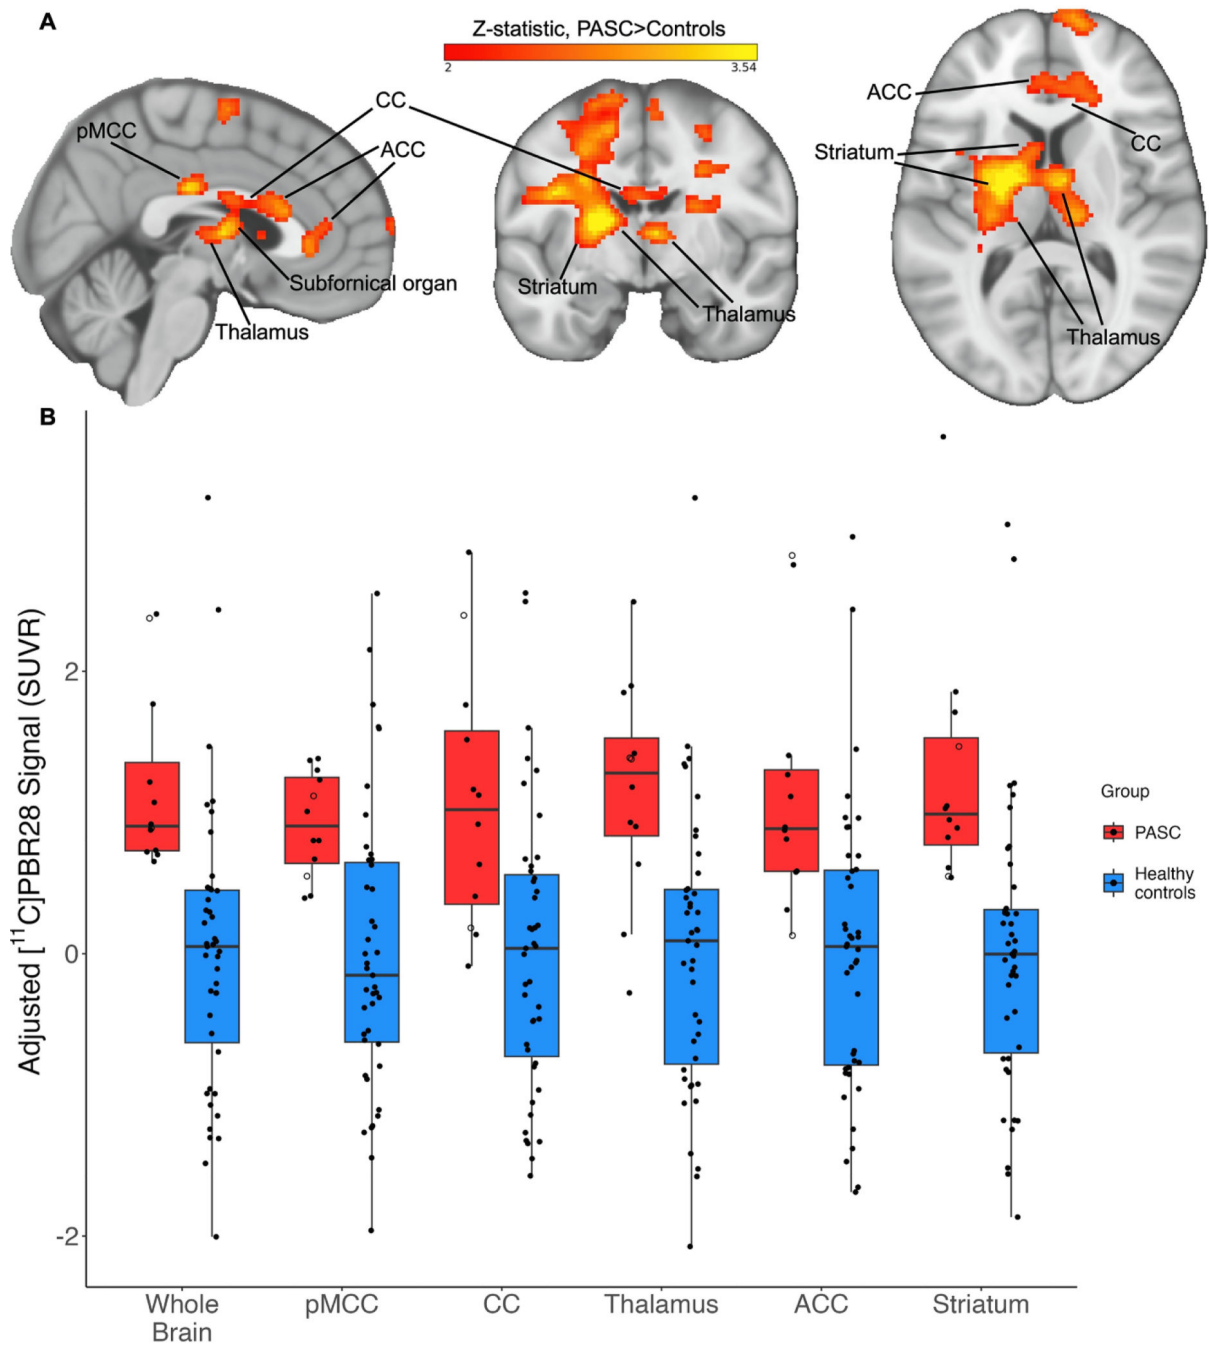 A
Z-statistic, PASC>Controls
2 3.54
pMCC
CC
ACC
Subfornical organ
Thalamus
Striatum
Thalamus
ACC
Striatum
CC
Thalamus
B
Adjusted [¹¹C]PBR28 Signal (SUVR)
2
0
-2
Whole
Brain
pMCC
CC
Thalamus
ACC
Striatum
Group
PASC
Healthy
controls